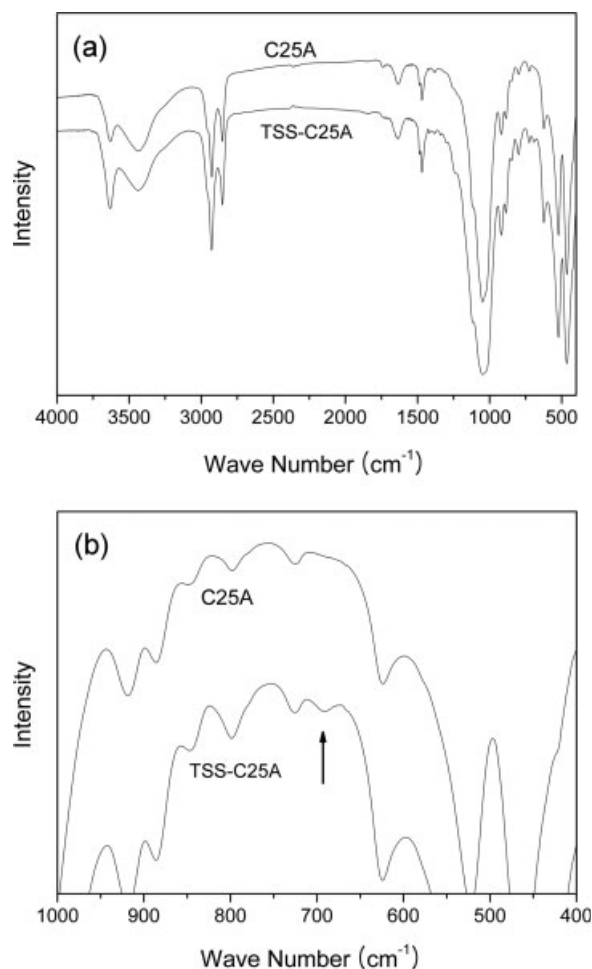 (a)
C25A
TSS-C25A
Intensity
4000 3500 3000 2500 2000 1500 1000 500
Wave Number (cm⁻¹)
(b)
C25A
TSS-C25A
Intensity
1000 900 800 700 600 500 400
Wave Number (cm⁻¹)